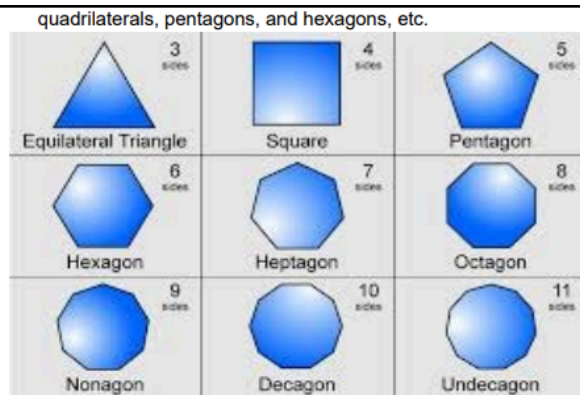 quadrilaterals, pentagons, and hexagons, etc.
3
sides
Equilateral Triangle
4
sides
Square
5
sides
Pentagon
6
sides
Hexagon
7
sides
Heptagon
8
sides
Octagon
9
sides
Nonagon
10
sides
Decagon
11
sides
Undecagon